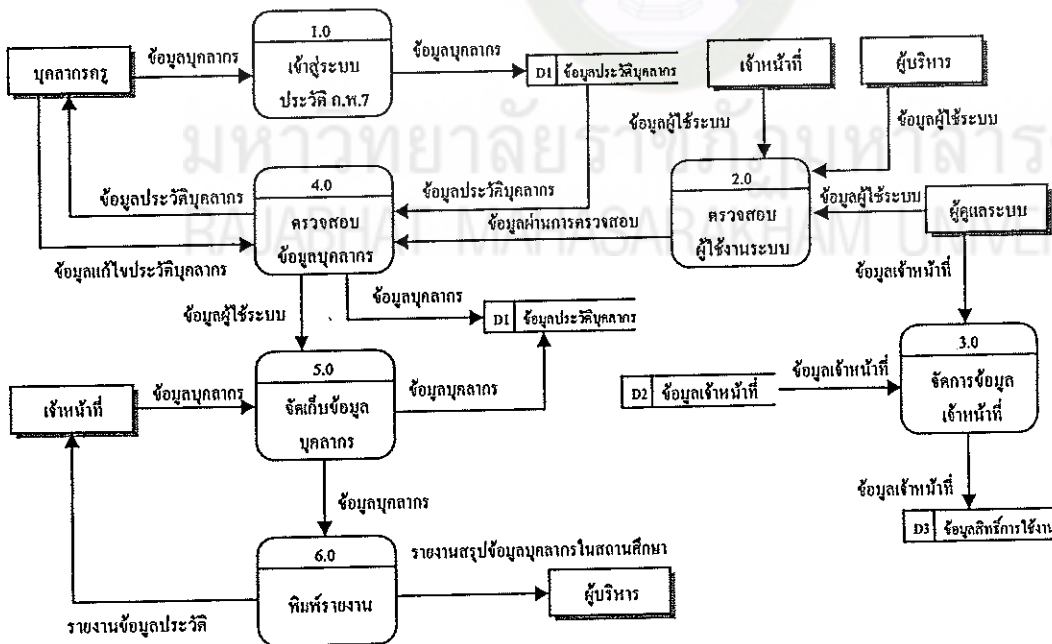 1.0
บุคลากรครู
ข้อมูลบุคลากร
เข้าสู่ระบบ
ประวัติ ก.พ.7
ข้อมูลบุคลากร
D1 ข้อมูลประวัติบุคลากร
เจ้าหน้าที่
ผู้บริหาร
ข้อมูลผู้ใช้ระบบ
ข้อมูลผู้ใช้ระบบ
มหาวิทยาลัยราชภัฏมหาสาร
RAJABHAT MAHASARAKHAM UNIVE
ข้อมูลประวัติบุคลากร
4.0
ตรวจสอบ
ข้อมูลบุคลากร
ข้อมูลประวัติบุคลากร
ข้อมูลผ่านการตรวจสอบ
2.0
ตรวจสอบ
ผู้ใช้งานระบบ
ข้อมูลผู้ใช้ระบบ
ผู้ดูแลระบบ
ข้อมูลแก้ไขประวัติบุคลากร
ข้อมูลผู้ใช้ระบบ
ข้อมูลบุคลากร
D1 ข้อมูลประวัติบุคลากร
ข้อมูลเจ้าหน้าที่
เจ้าหน้าที่
ข้อมูลบุคลากร
5.0
จัดเก็บข้อมูล
บุคลากร
ข้อมูลบุคลากร
D2 ข้อมูลเจ้าหน้าที่
ข้อมูลเจ้าหน้าที่
3.0
จัดการข้อมูล
เจ้าหน้าที่
ข้อมูลบุคลากร
ข้อมูลเจ้าหน้าที่
D3 ข้อมูลสิทธิ์การใช้งาน
รายงานข้อมูลประวัติ
6.0
พิมพ์รายงาน
รายงานสรุปข้อมูลบุคลากรในสถานศึกษา
ผู้บริหาร